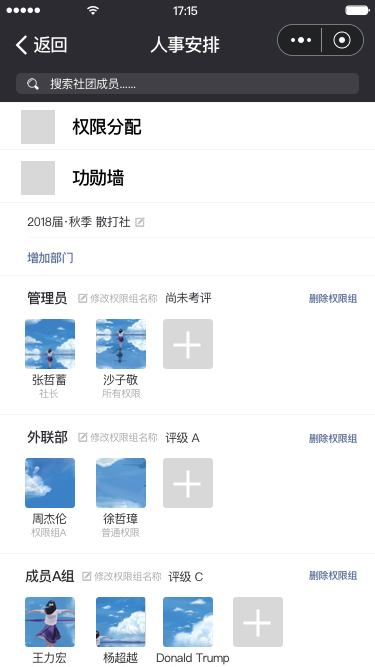 17:15
返回 人事安排
搜索社团成员......
权限分配
功勋墙
2018届·秋季 散打社
增加部门
管理员 修改权限组名称 尚未考评 删除权限组
张哲蓄 沙子敬
社长 所有权限
外联部 修改权限组名称 评级 A 删除权限组
周杰伦 徐哲璋
权限组A 普通权限
成员A组 修改权限组名称 评级 C 删除权限组
王力宏 杨超越 Donald Trump